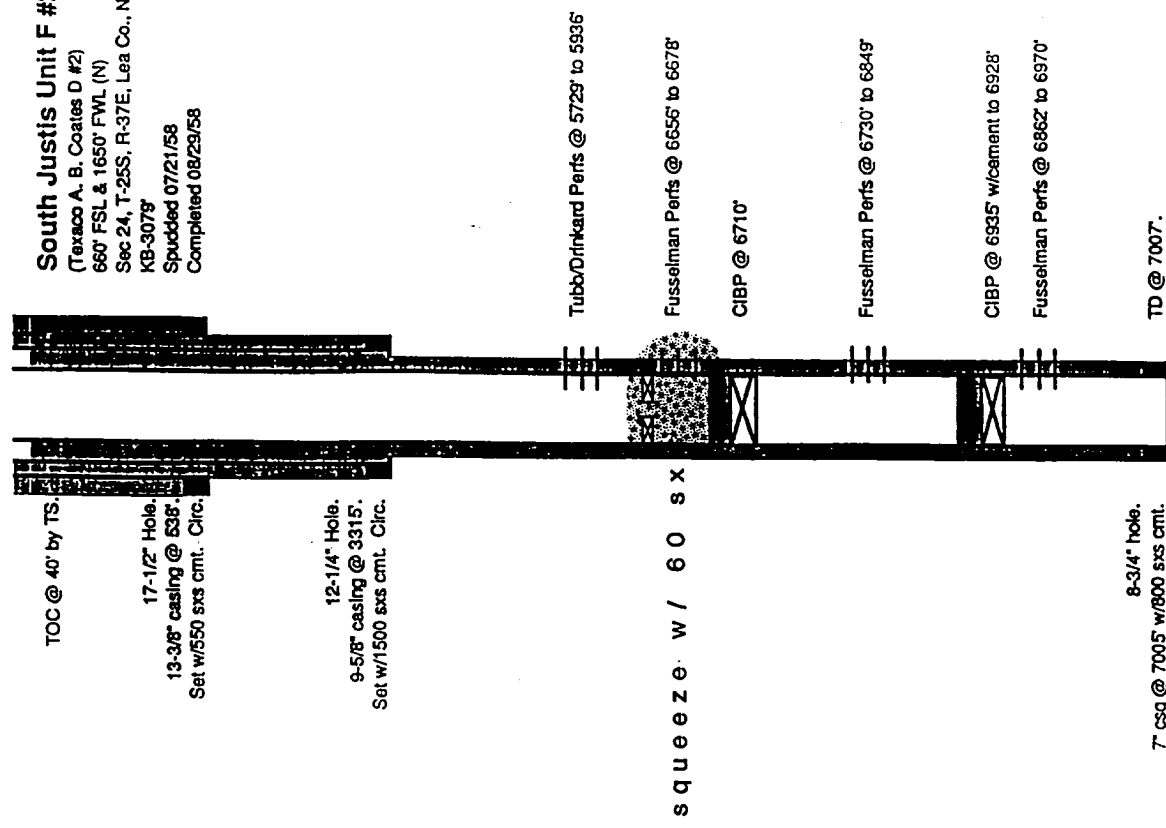 South Justis Unit F #
(Texaco A. B. Coates D #2)
660' FSL & 1650' FWL (N)
Sec 24, T-25S, R-37E, Lea Co., N
KB-3079'
Spudded 07/21/58
Completed 08/29/58
TOC @ 40' by TS.
17-1/2" Hole.
13-3/8" casing @ 538'.
Set w/550 sxs cmt. Circ.
12-1/4" Hole.
9-5/8" casing @ 3315'.
Set w/1500 sxs cmt. Circ.
Tubb/Drinkard Perfs @ 5729' to 5936'
Fusselman Perfs @ 6656' to 6678'
squeeze w/ 60 sx
CIBP @ 6710'
Fusselman Perfs @ 6730' to 6849'
CIBP @ 6935' w/cement to 6928'
Fusselman Perfs @ 6862' to 6970'
8-3/4" hole.
7" csg @ 7005' w/800 sxs cmt.
TD @ 7007'.